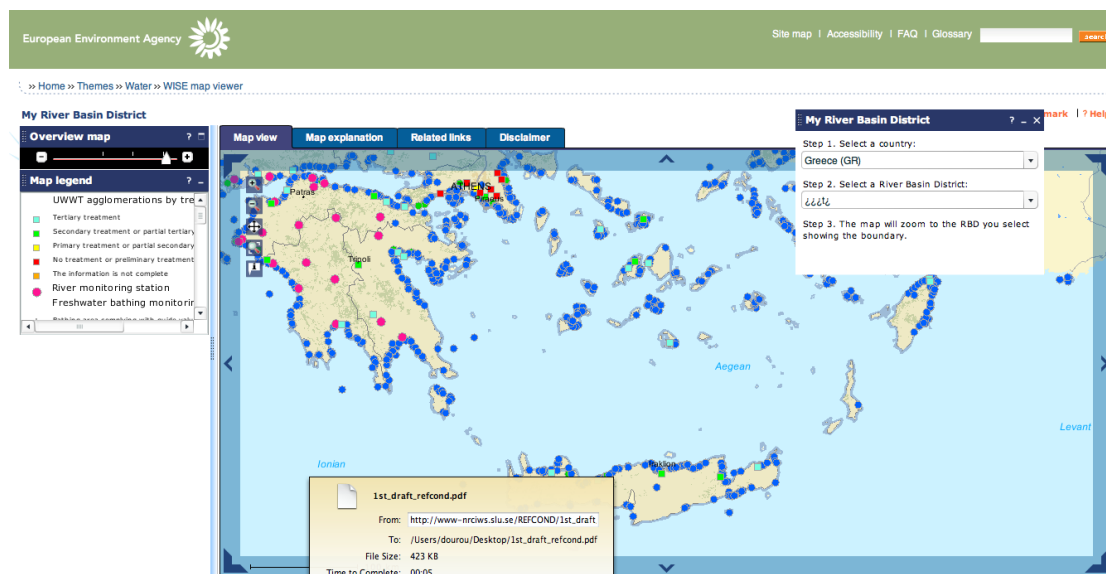 European Environment Agency
Site map | Accessibility | FAQ | Glossary
search
» Home » Themes » Water » WISE map viewer
My River Basin District
mark | ? Help
Overview map ?
Map legend ? _
UWWT agglomerations by tre
Tertiary treatment
Secondary treatment or partial tertiary
Primary treatment or partial secondary
No treatment or preliminary treatment
The information is not complete
River monitoring station
Freshwater bathing monitorin
Map view
Map explanation
Related links
Disclaimer
My River Basin District ? _ ×
Step 1. Select a country:
Greece (GR)
Step 2. Select a River Basin District:
¿¿¿t¿
Step 3. The map will zoom to the RBD you select
showing the boundary.
Patras
ATHENS
Piraeus
Tripoli
Aegean
Levant
Ionian
Iraklion
1st_draft_refcond.pdf
From: http://www-nrciws.slu.se/REFCOND/1st_draft
To: /Users/dourou/Desktop/1st_draft_refcond.pdf
File Size: 423 KB
Time to Complete: 00:05